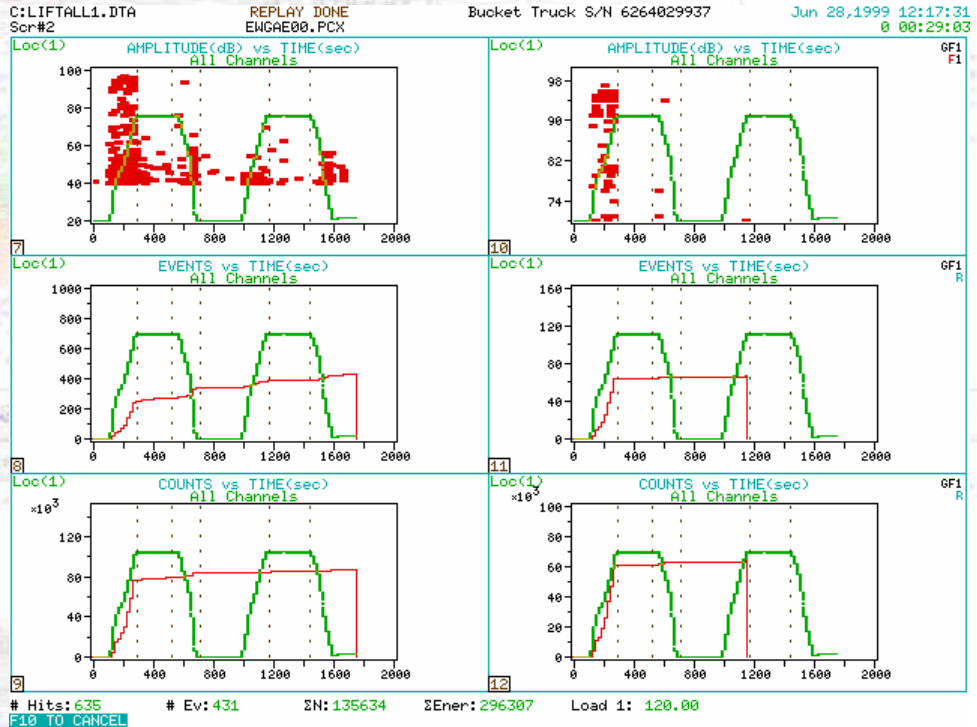 C:LIFTALL1.DTA REPLAY DONE Bucket Truck S/N 6264029937 Jun 28,1999 12:17:31
Scr#2 EWGAE00.PCX 0 00:29:03
Loc(1) AMPLITUDE(dB) vs TIME(sec)
All Channels
100
80
60
40
20
0 400 800 1200 1600 2000
7
Loc(1) AMPLITUDE(dB) vs TIME(sec) GF1
All Channels F1
98
90
82
74
0 400 800 1200 1600 2000
10
Loc(1) EVENTS vs TIME(sec)
All Channels
1000
800
600
400
200
0
0 400 800 1200 1600 2000
8
Loc(1) EVENTS vs TIME(sec) GF1
All Channels R
160
120
80
40
0
0 400 800 1200 1600 2000
11
Loc(1) COUNTS vs TIME(sec)
All Channels
×10³
120
80
40
0
0 400 800 1200 1600 2000
9
Loc(1) COUNTS vs TIME(sec) GF1
All Channels R
×10³
100
80
60
40
20
0
0 400 800 1200 1600 2000
12
# Hits:635 # Ev:431 ΣN:135634 ΣEner:296307 Load 1: 120.00
F10 TO CANCEL